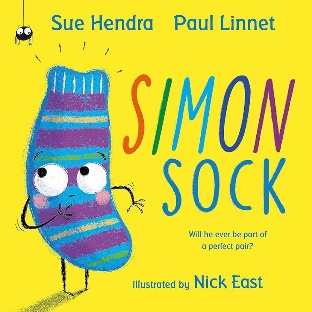 Sue Hendra Paul Linnet
SIMON
SOCK
Will he ever be part of
a perfect pair?
illustrated by Nick East